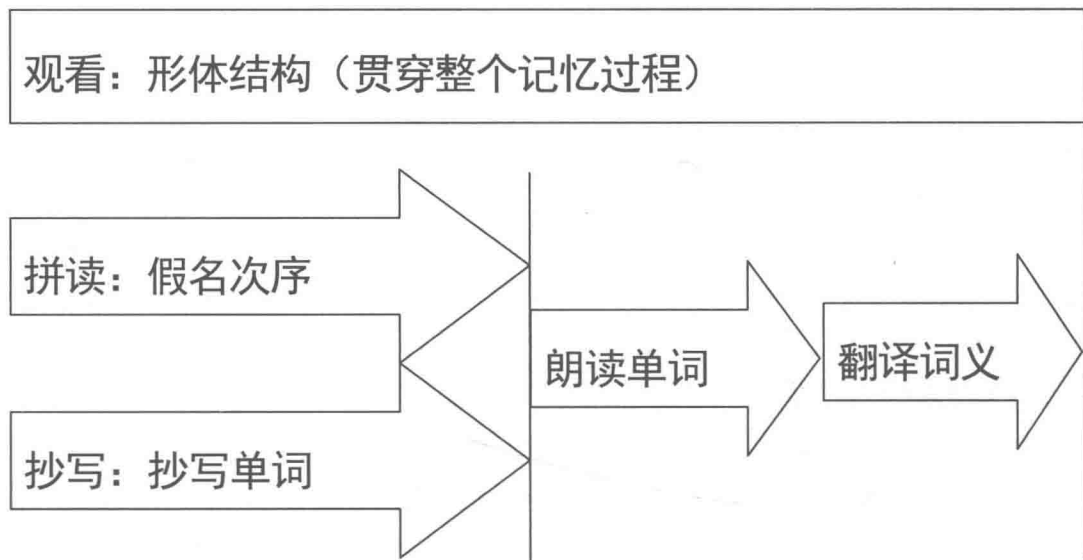 观看：形体结构（贯穿整个记忆过程）
拼读：假名次序
朗读单词
翻译词义
抄写：抄写单词